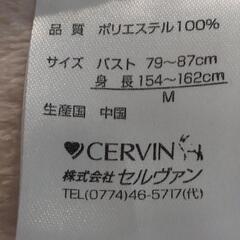 品質 ポリエステル100%
サイズ バスト 79~87cm
身長 154~162cm
M
生産国 中国
CERVIN
株式会社 セルヴァン
TEL(0774)46-5717(代)